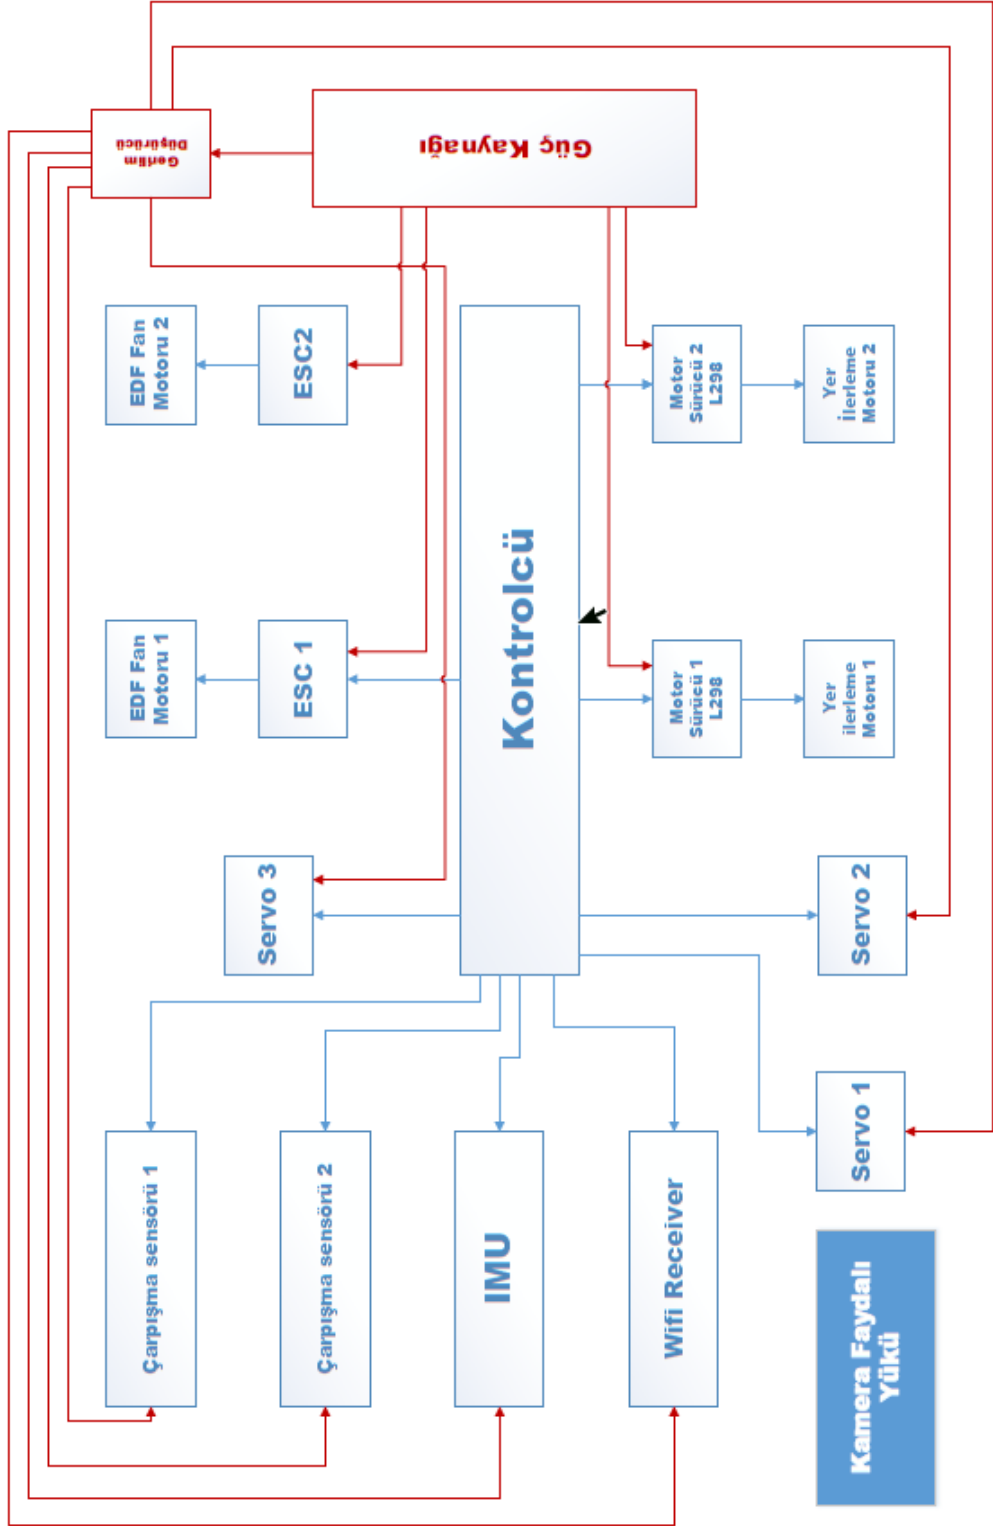 Gerilim
Düşürücü
Güç Kaynağı
EDF Fan
Motoru 2
ESC2
Motor
Sürücü 2
L298
Yer
İlerleme
Motoru 2
EDF Fan
Motoru 1
ESC 1
Kontrolcü
Motor
Sürücü 1
L298
Yer
ilerleme
Motoru 1
Servo 3
Servo 2
Servo 1
Çarpışma sensörü 1
Çarpışma sensörü 2
IMU
Wifi Receiver
Kamera Faydalı
Yükü